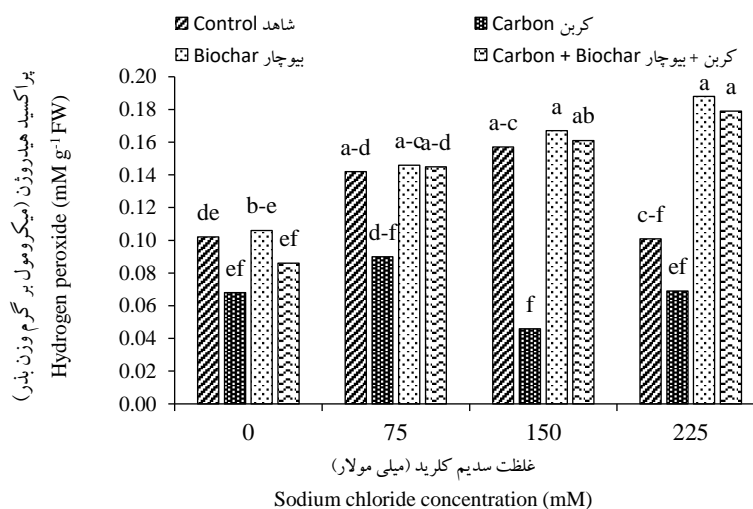 Control شاهد
Carbon کربن
Biochar بیوچار
Carbon + Biochar کربن + بیوچار
پراکسید هیدروژن (میکرومول بر گرم وزن بذر)
Hydrogen peroxide (mM g-1 FW)
0.20
0.18
0.16
0.14
0.12
0.10
0.08
0.06
0.04
0.02
0.00
de
ef
b-e
ef
a-d
d-f
a-c
a-d
a-c
f
a
ab
c-f
ef
a
a
0
75
150
225
غلظت سدیم کلرید (میلی مولار)
Sodium chloride concentration (mM)